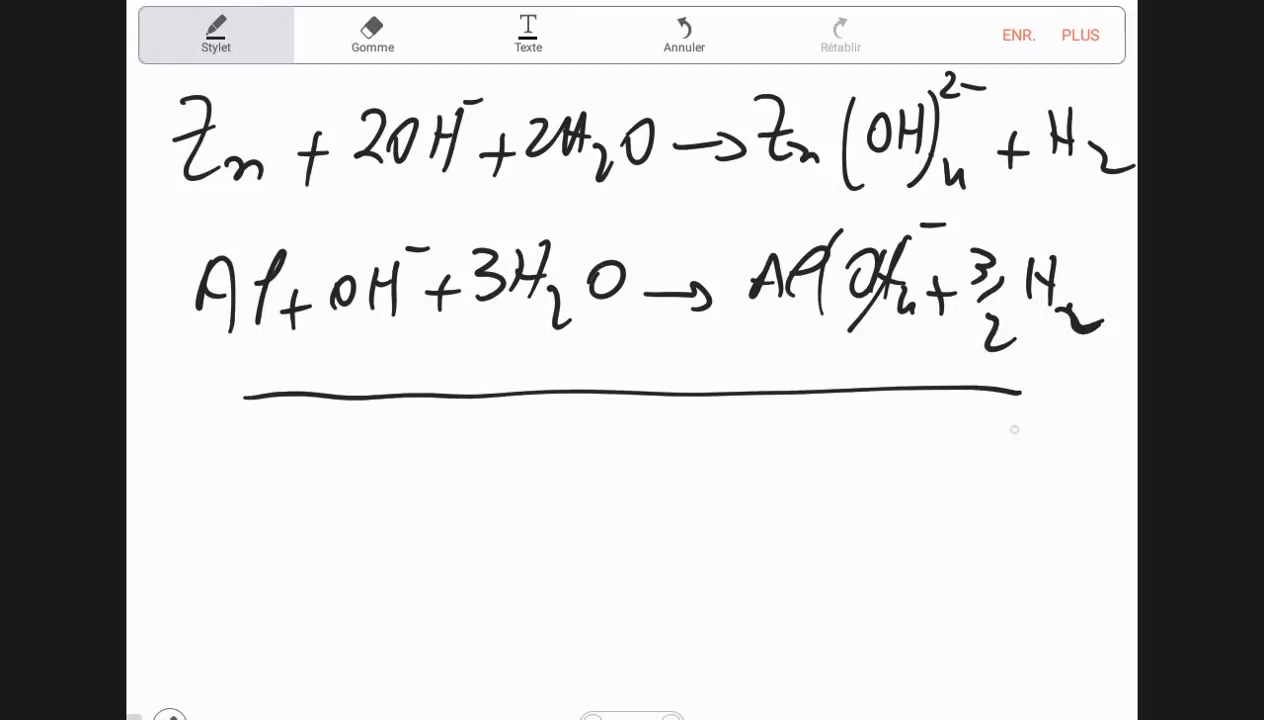 Stylet Gomme Texte Annuler Rétablir ENR. PLUS
Zn + 2OH⁻ + 2H₂O → Zn(OH)₄²⁻ + H₂
Al + OH⁻ + 3H₂O → Al(OH)₄⁻ + 3/2 H₂